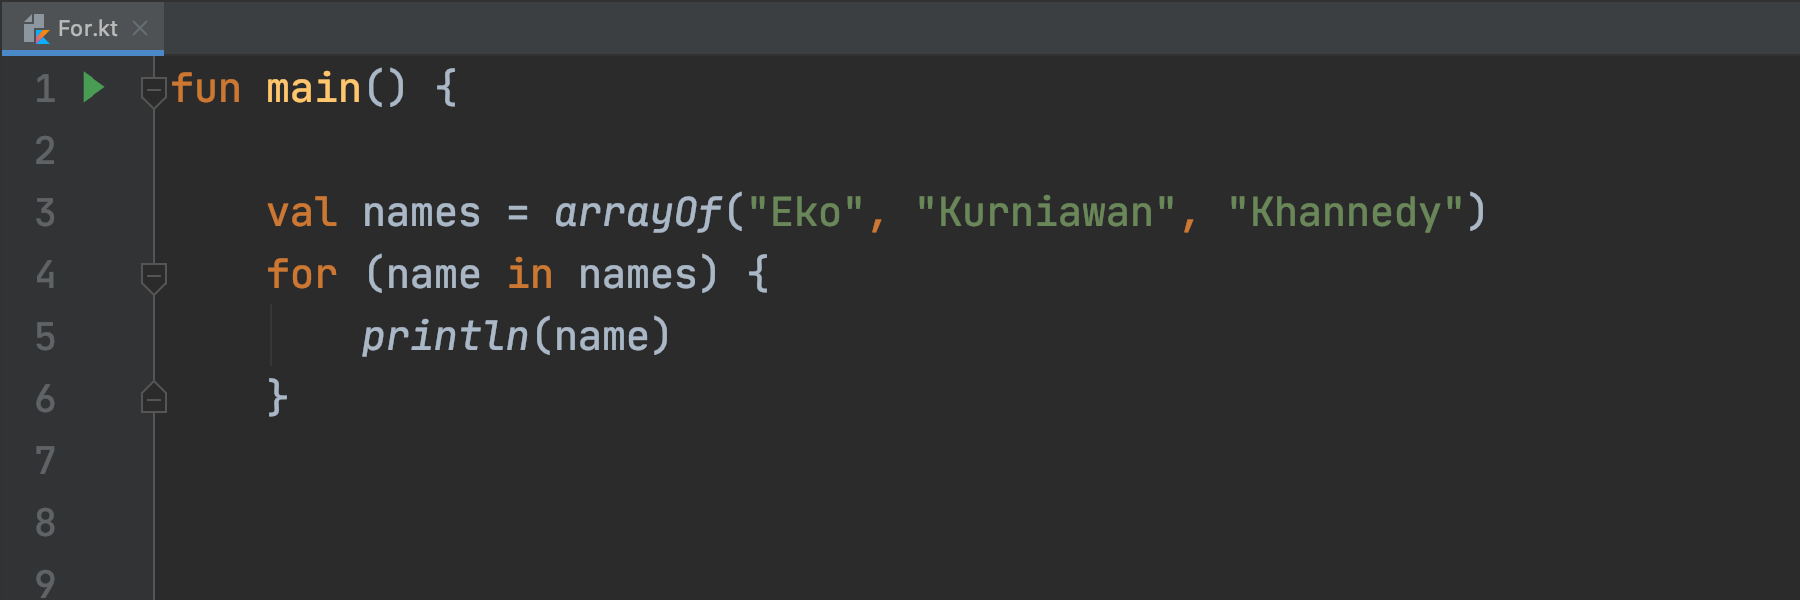 For.kt
1 fun main() {
2
3 val names = arrayOf("Eko", "Kurniawan", "Khannedy")
4 for (name in names) {
5 println(name)
6 }
7
8
9